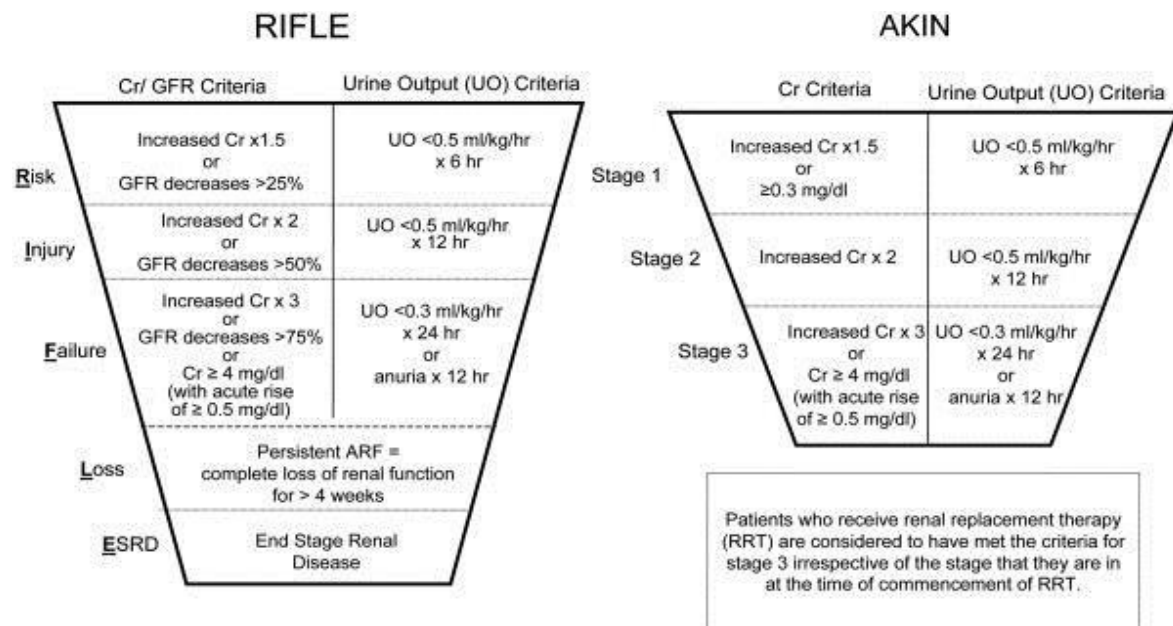 RIFLE
Cr/ GFR Criteria
Urine Output (UO) Criteria
Risk
Increased Cr x1.5
or
GFR decreases >25%
UO <0.5 ml/kg/hr
x 6 hr
Injury
Increased Cr x 2
or
GFR decreases >50%
UO <0.5 ml/kg/hr
x 12 hr
Failure
Increased Cr x 3
or
GFR decreases >75%
or
Cr ≥ 4 mg/dl
(with acute rise
of ≥ 0.5 mg/dl)
UO <0.3 ml/kg/hr
x 24 hr
or
anuria x 12 hr
Loss
Persistent ARF =
complete loss of renal function
for > 4 weeks
ESRD
End Stage Renal
Disease
AKIN
Cr Criteria
Urine Output (UO) Criteria
Stage 1
Increased Cr x1.5
or
≥0.3 mg/dl
UO <0.5 ml/kg/hr
x 6 hr
Stage 2
Increased Cr x 2
UO <0.5 ml/kg/hr
x 12 hr
Stage 3
Increased Cr x 3
or
Cr ≥ 4 mg/dl
(with acute rise
of ≥ 0.5 mg/dl)
UO <0.3 ml/kg/hr
x 24 hr
or
anuria x 12 hr
Patients who receive renal replacement therapy
(RRT) are considered to have met the criteria for
stage 3 irrespective of the stage that they are in
at the time of commencement of RRT.